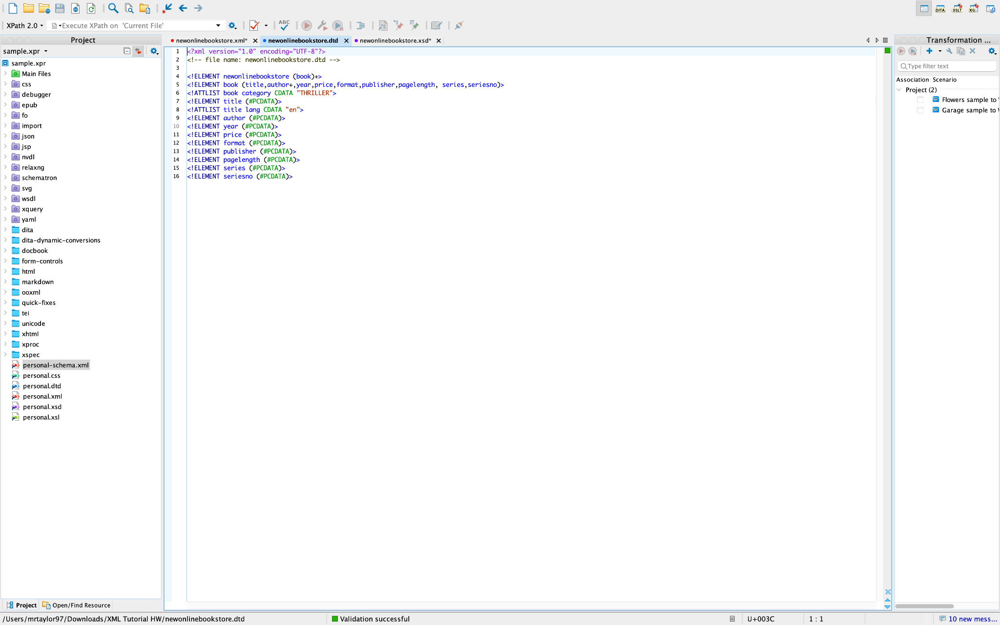 DITA XSLT XQ
XPath 2.0 Execute XPath on 'Current File' ABC
Project
sample.xpr
sample.xpr
Main Files
css
debugger
epub
fo
import
json
jsp
nvdl
relaxng
schematron
svg
wsdl
xquery
yaml
dita
dita-dynamic-conversions
docbook
form-controls
html
markdown
ooxml
quick-fixes
tei
unicode
xhtml
xproc
xspec
personal-schema.xml
personal.css
personal.dtd
personal.xml
personal.xsd
personal.xsl
Project Open/Find Resource
newonlinebookstore.xml* newonlinebookstore.dtd newonlinebookstore.xsd*
1 <?xml version="1.0" encoding="UTF-8"?>
2 <!-- file name: newonlinebookstore.dtd -->
3
4 <!ELEMENT newonlinebookstore (book)+>
5 <!ELEMENT book (title,author+,year,price,format,publisher,pagelength, series,seriesno)>
6 <!ATTLIST book category CDATA "THRILLER">
7 <!ELEMENT title (#PCDATA)>
8 <!ATTLIST title lang CDATA "en">
9 <!ELEMENT author (#PCDATA)>
10 <!ELEMENT year (#PCDATA)>
11 <!ELEMENT price (#PCDATA)>
12 <!ELEMENT format (#PCDATA)>
13 <!ELEMENT publisher (#PCDATA)>
14 <!ELEMENT pagelength (#PCDATA)>
15 <!ELEMENT series (#PCDATA)>
16 <!ELEMENT seriesno (#PCDATA)>
Transformation ...
Type filter text
Association Scenario
Project (2)
Flowers sample to
Garage sample to
/Users/mrtaylor97/Downloads/XML Tutorial HW/newonlinebookstore.dtd Validation successful U+003C 1 : 1 10 new mess...